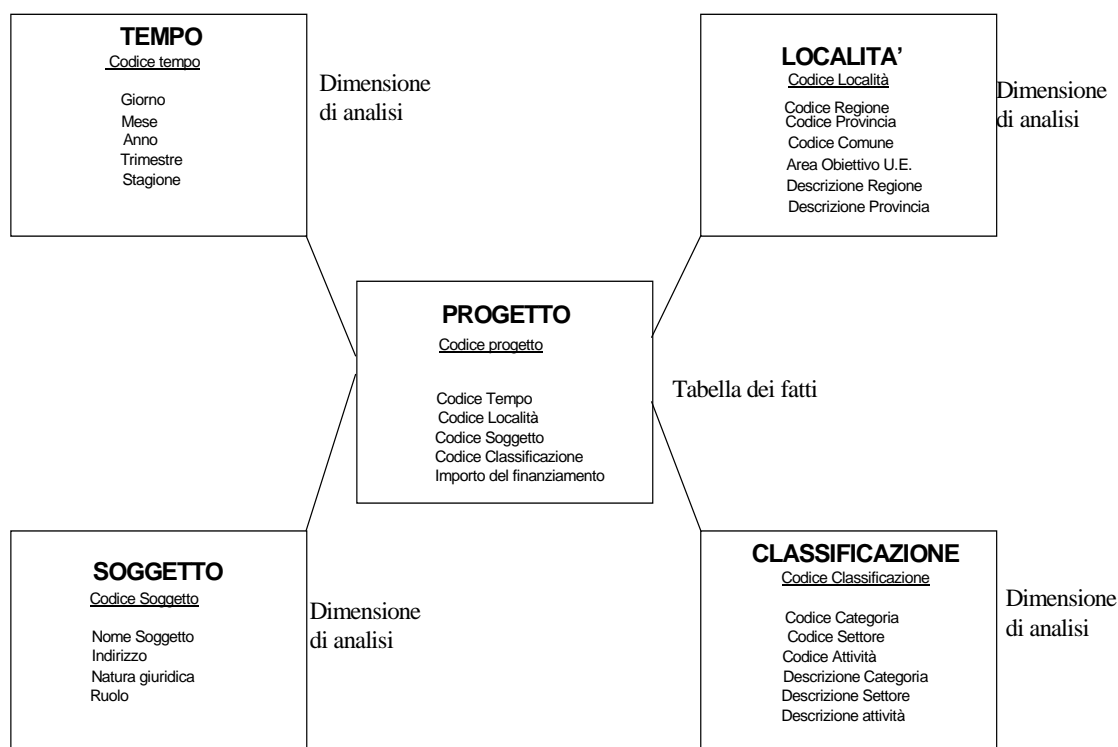 TEMPO
Codice tempo
Giorno
Mese
Anno
Trimestre
Stagione
Dimensione
di analisi
LOCALITA’
Codice Località
Codice Regione
Codice Provincia
Codice Comune
Area Obiettivo U.E.
Descrizione Regione
Descrizione Provincia
Dimensione
di analisi
PROGETTO
Codice progetto
Codice Tempo
Codice Località
Codice Soggetto
Codice Classificazione
Importo del finanziamento
Tabella dei fatti
SOGGETTO
Codice Soggetto
Nome Soggetto
Indirizzo
Natura giuridica
Ruolo
Dimensione
di analisi
CLASSIFICAZIONE
Codice Classificazione
Codice Categoria
Codice Settore
Codice Attività
Descrizione Categoria
Descrizione Settore
Descrizione attività
Dimensione
di analisi